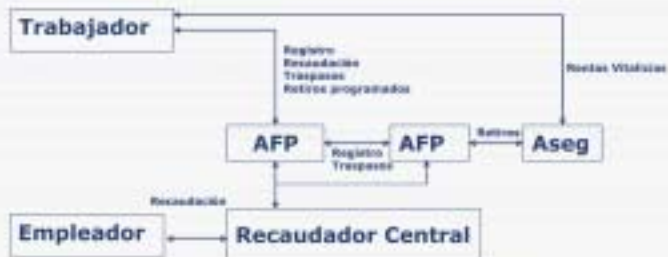 Trabajador
Registro
Recaudación
Traspasos
Retiros programados
Rentas Vitalicias
AFP
AFP
Retiros
Aseg
Registro
Traspasos
Recaudación
Empleador
Recaudador Central